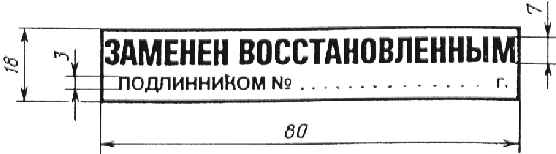 ЗАМЕНЕН ВОССТАНОВЛЕННЫМ
ПОДЛИННИКОМ № . . . . . . . . . . . . . . г.
18
3
7
80